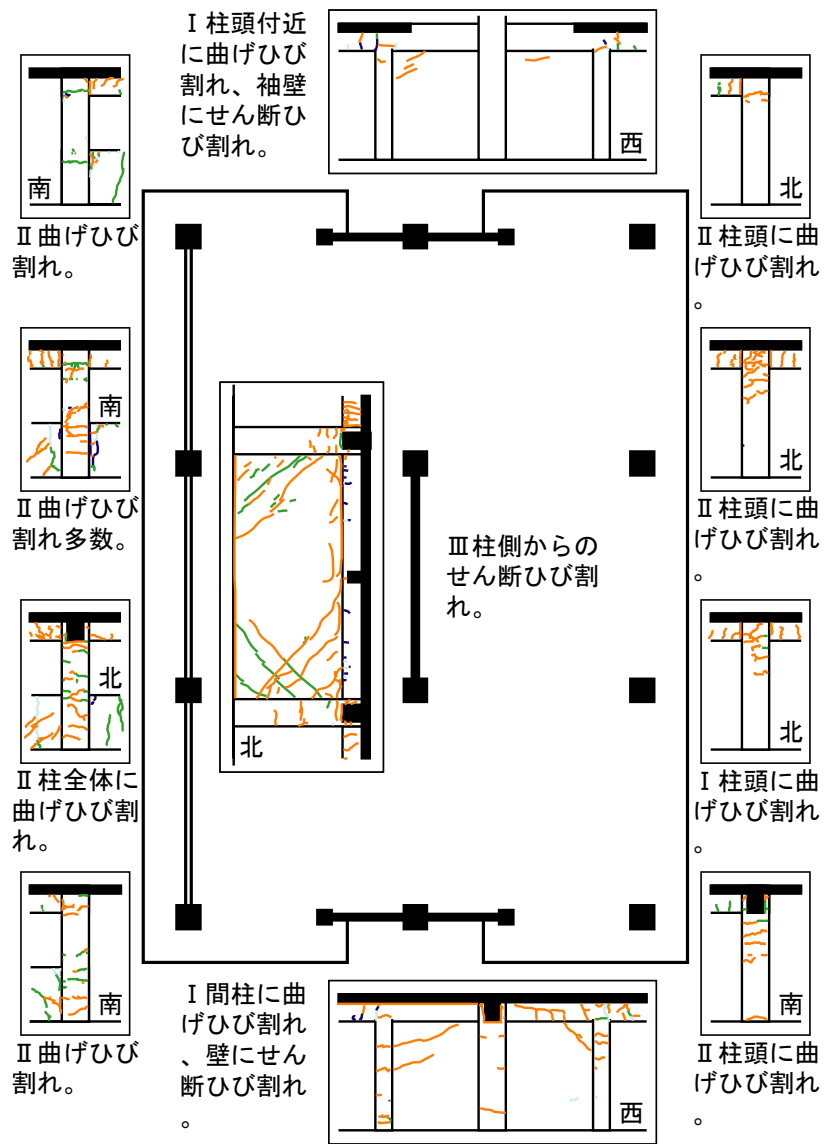 Ⅰ柱頭付近
に曲げひび
割れ、袖壁
にせん断ひ
び割れ。
西
南
Ⅱ曲げひび
割れ。
北
Ⅱ柱頭に曲
げひび割れ
。
南
Ⅱ曲げひび
割れ多数。
北
Ⅱ柱頭に曲
げひび割れ
。
北
Ⅲ柱側からの
せん断ひび割
れ。
北
Ⅱ柱全体に
曲げひび割
れ。
北
Ⅰ柱頭に曲
げひび割れ
。
南
Ⅱ曲げひび
割れ。
Ⅰ間柱に曲
げひび割れ
、壁にせん
断ひび割れ
。
西
南
Ⅱ柱頭に曲
げひび割れ
。